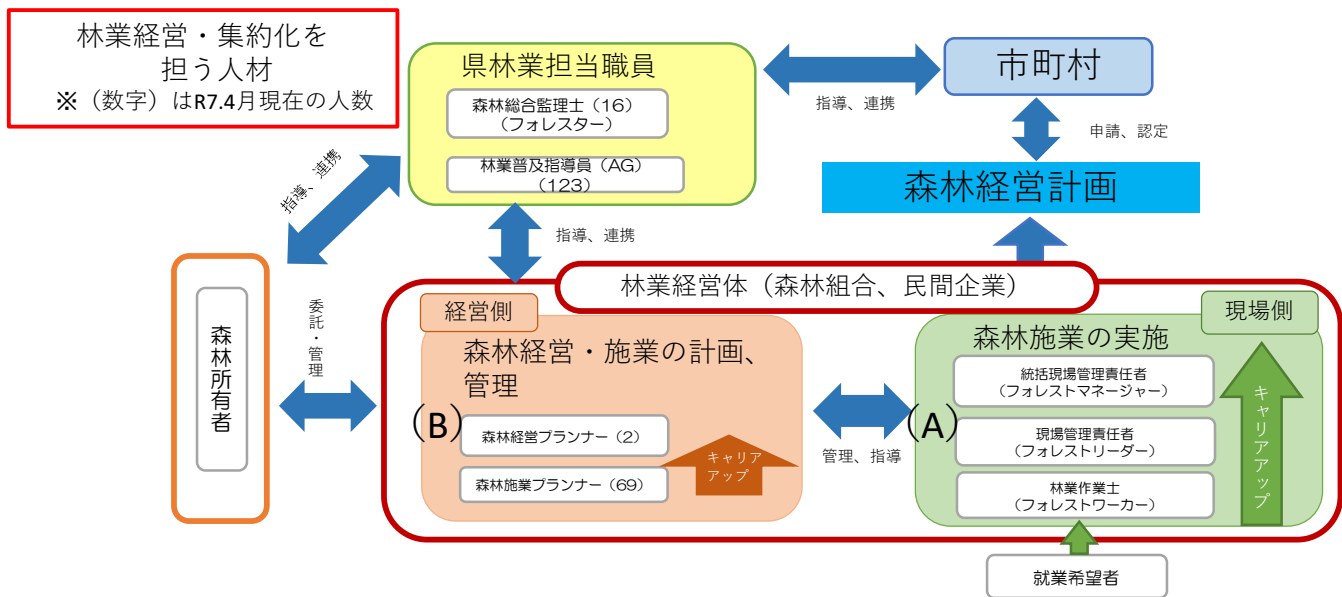 林業経営・集約化を
担う人材
※（数字）はR7.4月現在の人数
県林業担当職員
森林総合監理士（16）
（フォレスター）
林業普及指導員（AG）
（123）
指導、連携
市町村
申請、認定
森林経営計画
指導、連携
指導、連携
林業経営体（森林組合、民間企業）
森林所有者
委託・管理
経営側
森林経営・施業の計画、
管理
（B）
森林経営プランナー（2）
森林施業プランナー（69）
キャリア
アップ
管理、指導
現場側
森林施業の実施
（A）
統括現場管理責任者
（フォレストマネージャー）
現場管理責任者
（フォレストリーダー）
林業作業士
（フォレストワーカー）
キャリアアップ
就業希望者